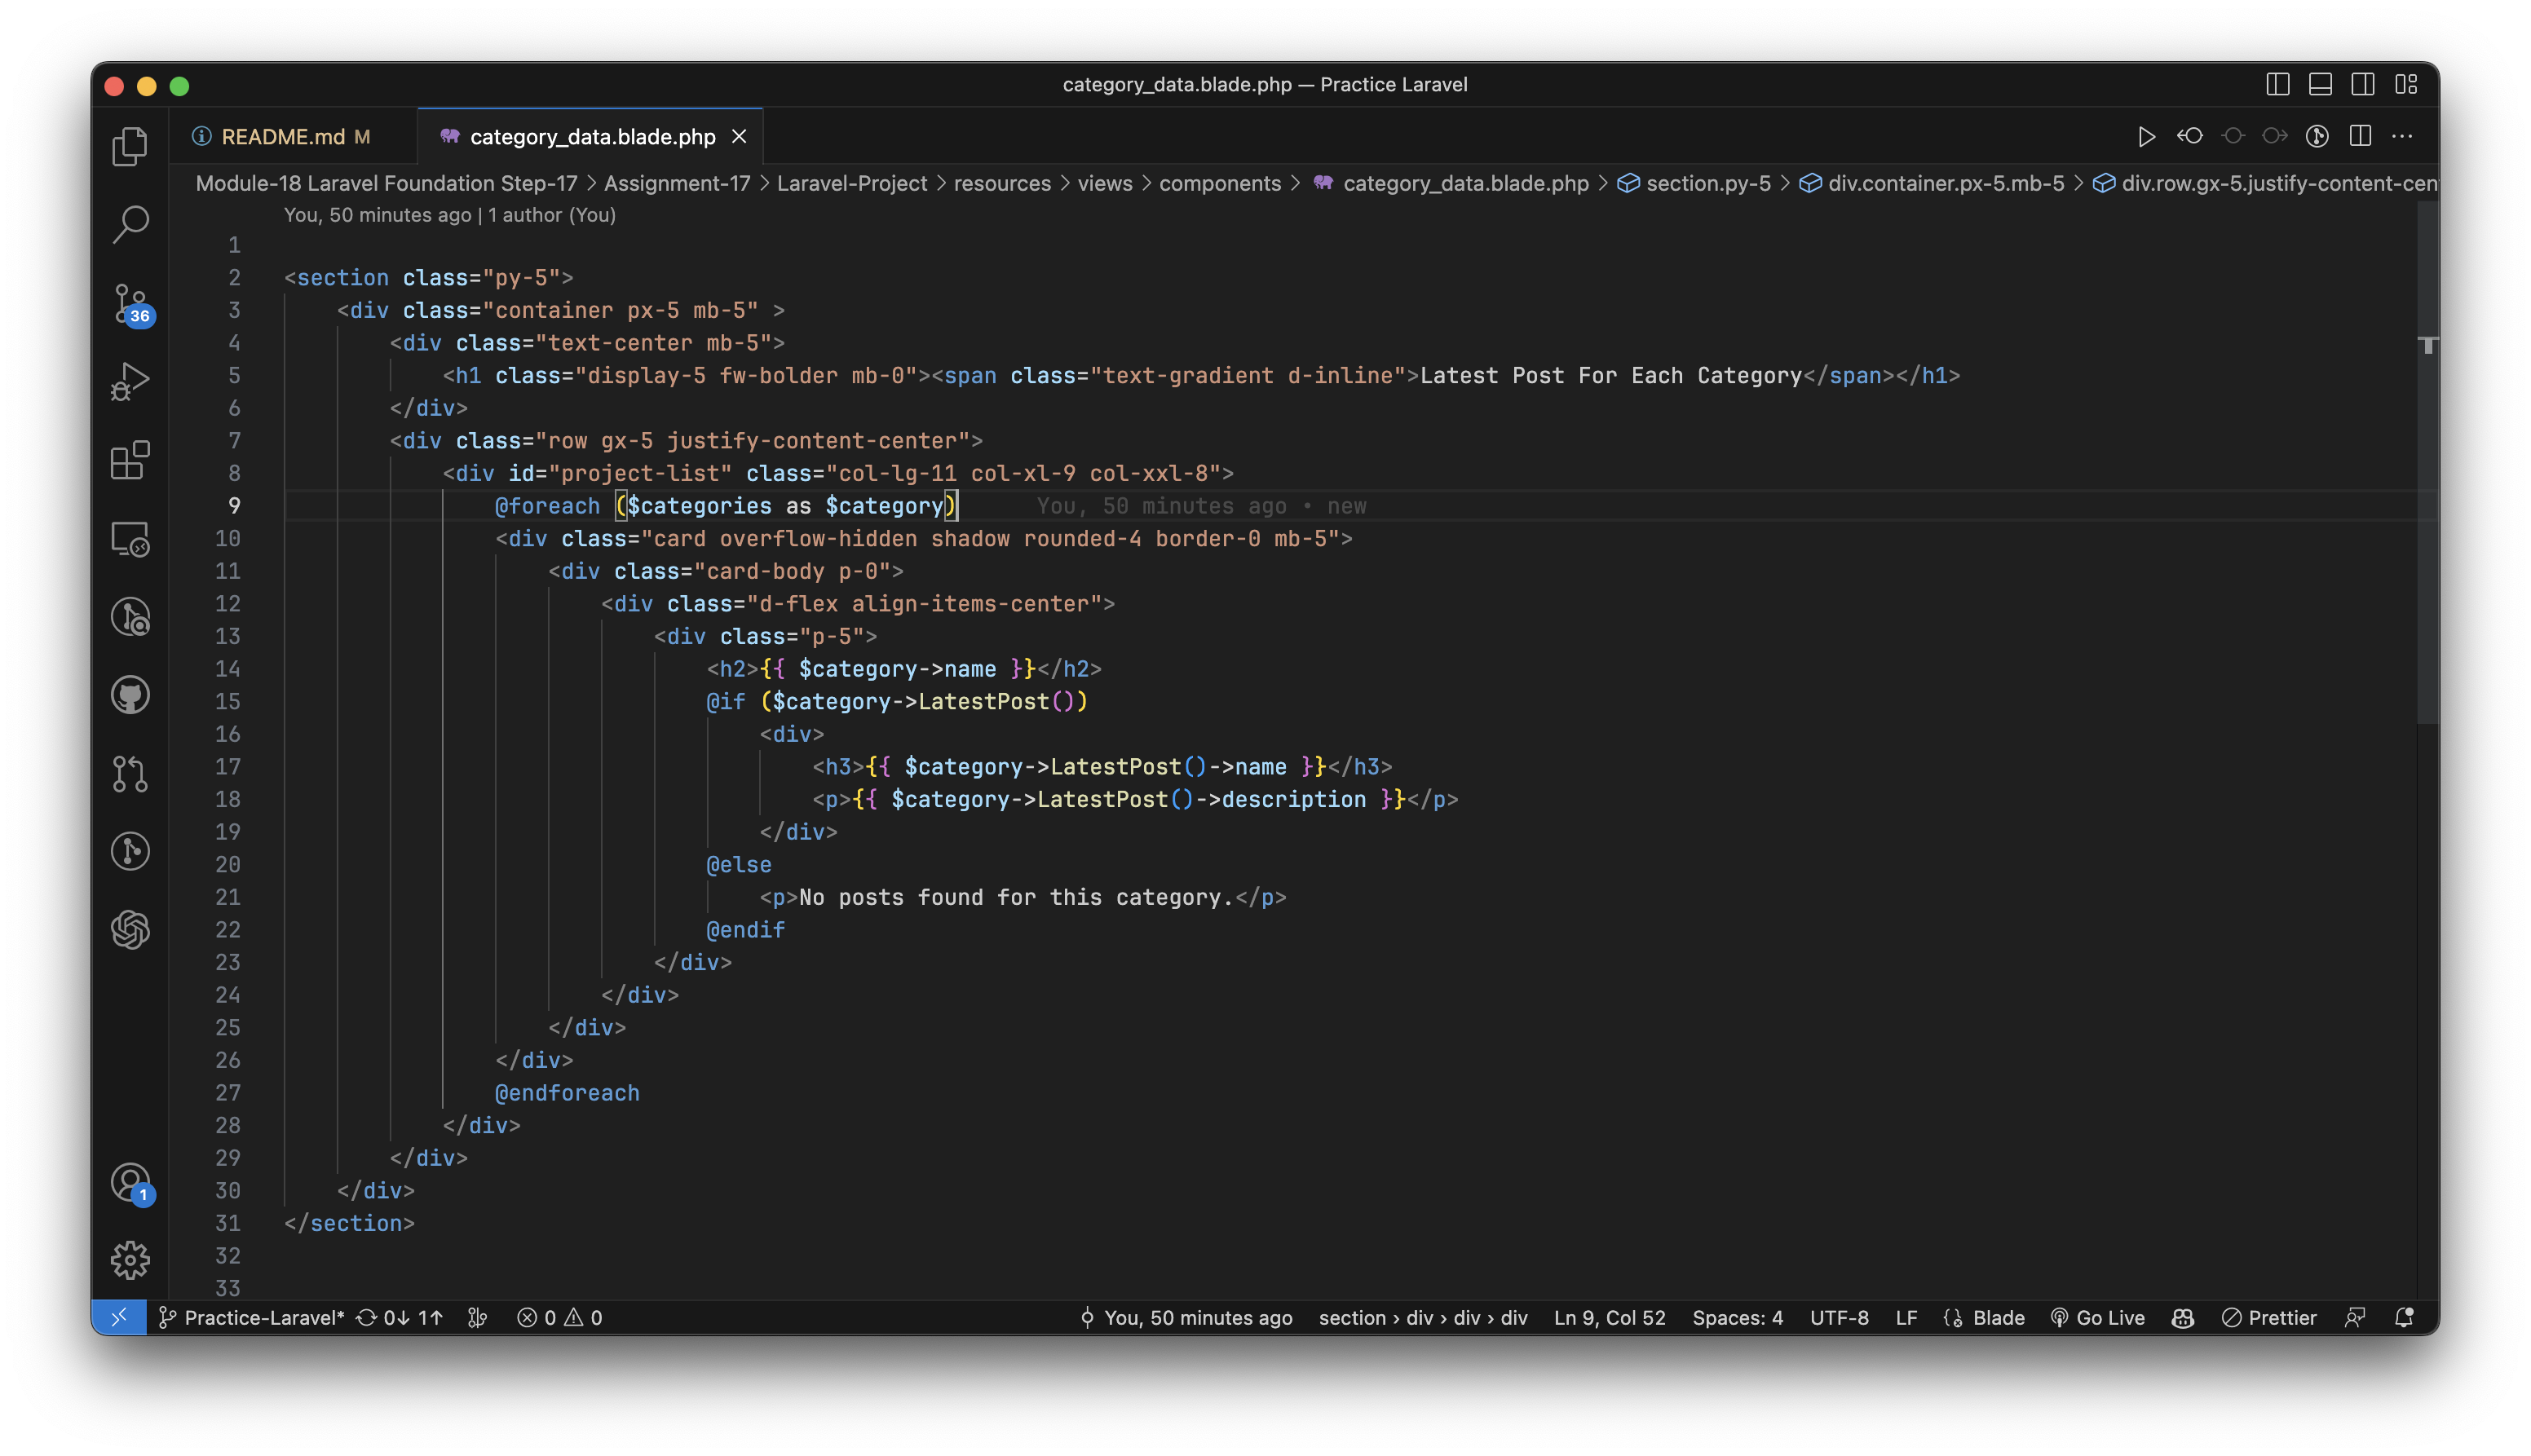 category_data.blade.php — Practice Laravel
README.md M
category_data.blade.php
Module-18 Laravel Foundation Step-17 > Assignment-17 > Laravel-Project > resources > views > components > category_data.blade.php > section.py-5 > div.container.px-5.mb-5 > div.row.gx-5.justify-content-cen
You, 50 minutes ago | 1 author (You)
1
2 <section class="py-5">
3     <div class="container px-5 mb-5" >
4         <div class="text-center mb-5">
5             <h1 class="display-5 fw-bolder mb-0"><span class="text-gradient d-inline">Latest Post For Each Category</span></h1>
6         </div>
7         <div class="row gx-5 justify-content-center">
8             <div id="project-list" class="col-lg-11 col-xl-9 col-xxl-8">
9                 @foreach ($categories as $category)      You, 50 minutes ago • new
10                 <div class="card overflow-hidden shadow rounded-4 border-0 mb-5">
11                     <div class="card-body p-0">
12                         <div class="d-flex align-items-center">
13                             <div class="p-5">
14                                 <h2>{{ $category->name }}</h2>
15                                 @if ($category->LatestPost())
16                                     <div>
17                                         <h3>{{ $category->LatestPost()->name }}</h3>
18                                         <p>{{ $category->LatestPost()->description }}</p>
19                                     </div>
20                                 @else
21                                     <p>No posts found for this category.</p>
22                                 @endif
23                             </div>
24                         </div>
25                     </div>
26                 </div>
27                 @endforeach
28             </div>
29         </div>
30     </div>
31 </section>
32
33
36
1
Practice-Laravel* 0↓ 1↑ 0 0 You, 50 minutes ago section › div › div › div Ln 9, Col 52 Spaces: 4 UTF-8 LF Blade Go Live Prettier